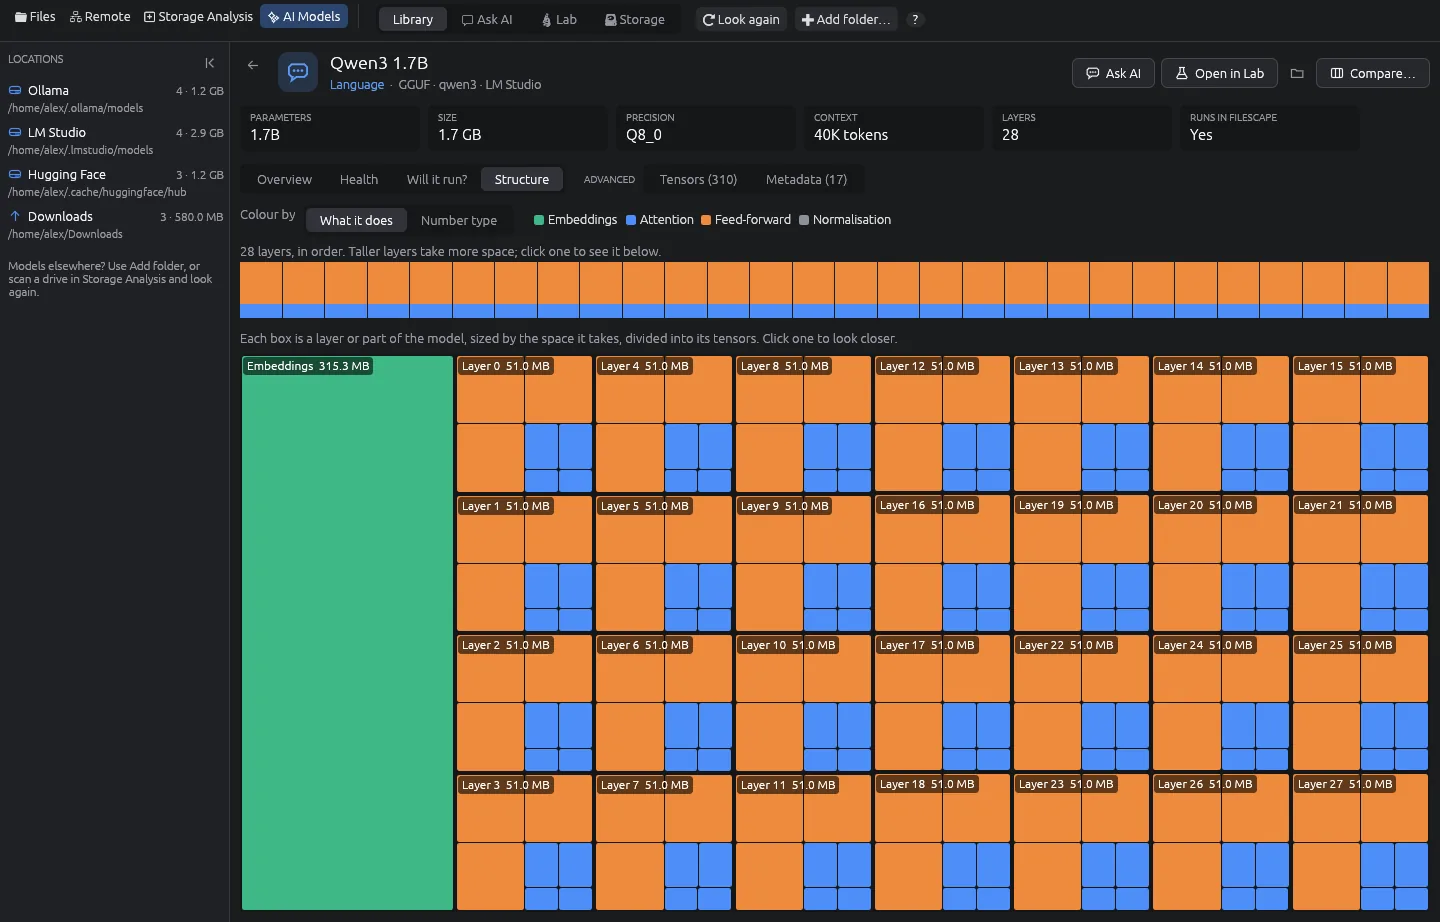 Files Remote Storage Analysis AI Models Library Ask AI Lab Storage Look again Add folder... ?
LOCATIONS
Ollama 4 · 1.2 GB
/home/alex/.ollama/models
LM Studio 4 · 2.9 GB
/home/alex/.lmstudio/models
Hugging Face 3 · 1.2 GB
/home/alex/.cache/huggingface/hub
Downloads 3 · 580.0 MB
/home/alex/Downloads
Models elsewhere? Use Add folder, or
scan a drive in Storage Analysis and look
again.
Qwen3 1.7B
Language · GGUF · qwen3 · LM Studio
Ask AI Open in Lab Compare...
PARAMETERS SIZE PRECISION CONTEXT LAYERS RUNS IN FILESCAPE
1.7B 1.7 GB Q8_0 40K tokens 28 Yes
Overview Health Will it run? Structure ADVANCED Tensors (310) Metadata (17)
Colour by What it does Number type Embeddings Attention Feed-forward Normalisation
28 layers, in order. Taller layers take more space; click one to see it below.
Each box is a layer or part of the model, sized by the space it takes, divided into its tensors. Click one to look closer.
Embeddings 315.3 MB Layer 0 51.0 MB Layer 4 51.0 MB Layer 8 51.0 MB Layer 12 51.0 MB Layer 13 51.0 MB Layer 14 51.0 MB Layer 15 51.0 MB
Layer 1 51.0 MB Layer 5 51.0 MB Layer 9 51.0 MB Layer 16 51.0 MB Layer 19 51.0 MB Layer 20 51.0 MB Layer 21 51.0 MB
Layer 2 51.0 MB Layer 6 51.0 MB Layer 10 51.0 MB Layer 17 51.0 MB Layer 22 51.0 MB Layer 24 51.0 MB Layer 25 51.0 MB
Layer 3 51.0 MB Layer 7 51.0 MB Layer 11 51.0 MB Layer 18 51.0 MB Layer 23 51.0 MB Layer 26 51.0 MB Layer 27 51.0 MB